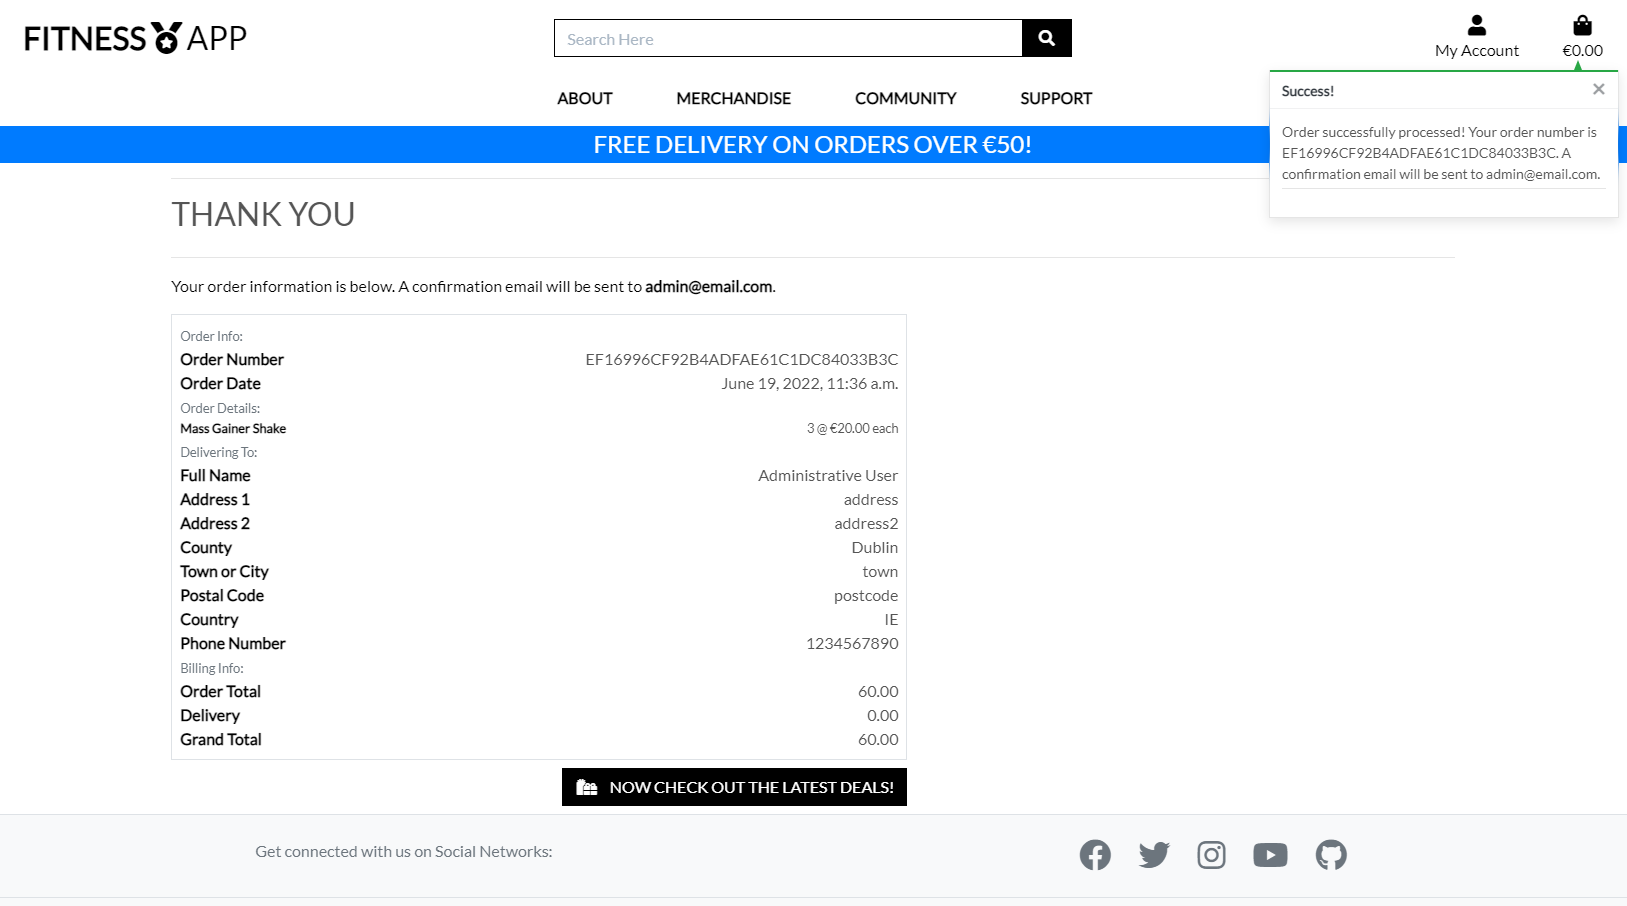 FITNESS APP
Search Here
My Account
€0.00
ABOUT
MERCHANDISE
COMMUNITY
SUPPORT
FREE DELIVERY ON ORDERS OVER €50!
Success!
Order successfully processed! Your order number is
EF16996CF92B4ADFAE61C1DC84033B3C. A
confirmation email will be sent to admin@email.com.
THANK YOU
Your order information is below. A confirmation email will be sent to admin@email.com.
Order Info:
Order Number EF16996CF92B4ADFAE61C1DC84033B3C
Order Date June 19, 2022, 11:36 a.m.
Order Details:
Mass Gainer Shake 3 @ €20.00 each
Delivering To:
Full Name Administrative User
Address 1 address
Address 2 address2
County Dublin
Town or City town
Postal Code postcode
Country IE
Phone Number 1234567890
Billing Info:
Order Total 60.00
Delivery 0.00
Grand Total 60.00
NOW CHECK OUT THE LATEST DEALS!
Get connected with us on Social Networks: